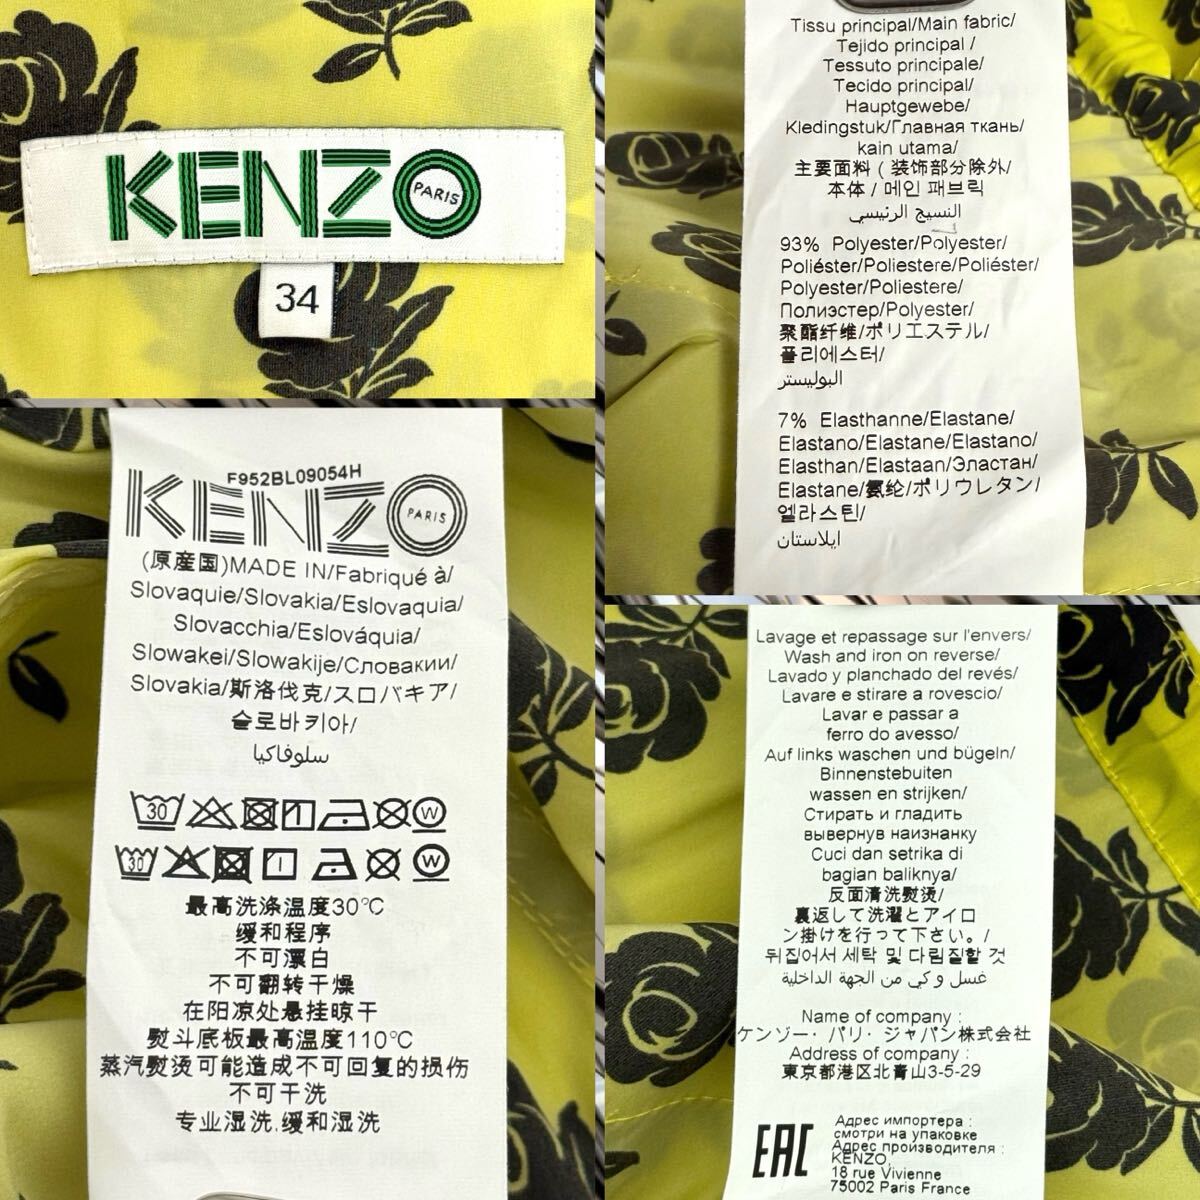 KENZO
PARIS
34
Tissu principal/Main fabric/
Tejido principal /
Tessuto principale/
Tecido principal/
Hauptgewebe/
Kledingstuk/Главная ткань/
kain utama/
主要面料 ( 装饰部分除外/
本体 / 메인 패브릭
النسيج الرئيسي
93% Polyester/Polyester/
Poliéster/Poliestere/Poliéster/
Polyester/Poliestere/
Полиэстер/Polyester/
聚酯纤维/ポリエステル/
폴리에스터/
البوليستر
7% Elasthanne/Elastane/
Elastano/Elastane/Elastano/
Elasthan/Elastaan/Эластан/
Elastane/氨纶/ポリウレタン/
엘라스틴/
ايلاستان
F952BL09054H
KENZO
PARIS
(原産国)MADE IN/Fabriqué à/
Slovaquie/Slovakia/Eslovaquia/
Slovacchia/Eslováquia/
Slowakei/Slowakije/Словакии/
Slovakia/斯洛伐克/スロバキア/
슬로바키아/
سلوفاكيا
30 W
30 W
最高洗涤温度30℃
缓和程序
不可漂白
不可翻转干燥
在阳凉处悬挂晾干
熨斗底板最高温度110℃
蒸汽熨烫可能造成不可回复的损伤
不可干洗
专业湿洗,缓和湿洗
Lavage et repassage sur l'envers/
Wash and iron on reverse/
Lavado y planchado del revés/
Lavare e stirare a rovescio/
Lavar e passar a
ferro do avesso/
Auf links waschen und bügeln/
Binnenstebuiten
wassen en strijken/
Стирать и гладить
вывернув наизнанку
Cuci dan setrika di
bagian baliknya/
反面清洗熨烫/
裏返して洗濯とアイロ
ン掛けを行って下さい。/
뒤집어서 세탁 및 다림질할 것
غسل وكي من الجهة الداخلية
Name of company :
ケンゾー・パリ・ジャパン株式会社
Address of company :
東京都港区北青山3-5-29
EAC
Адрес импортера :
смотри на упаковке
Адрес производителя :
KENZO,
18 rue Vivienne
75002 Paris France